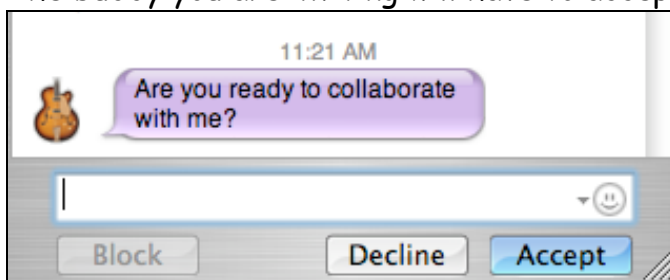 11:21 AM
Are you ready to collaborate
with me?
Block
Decline
Accept